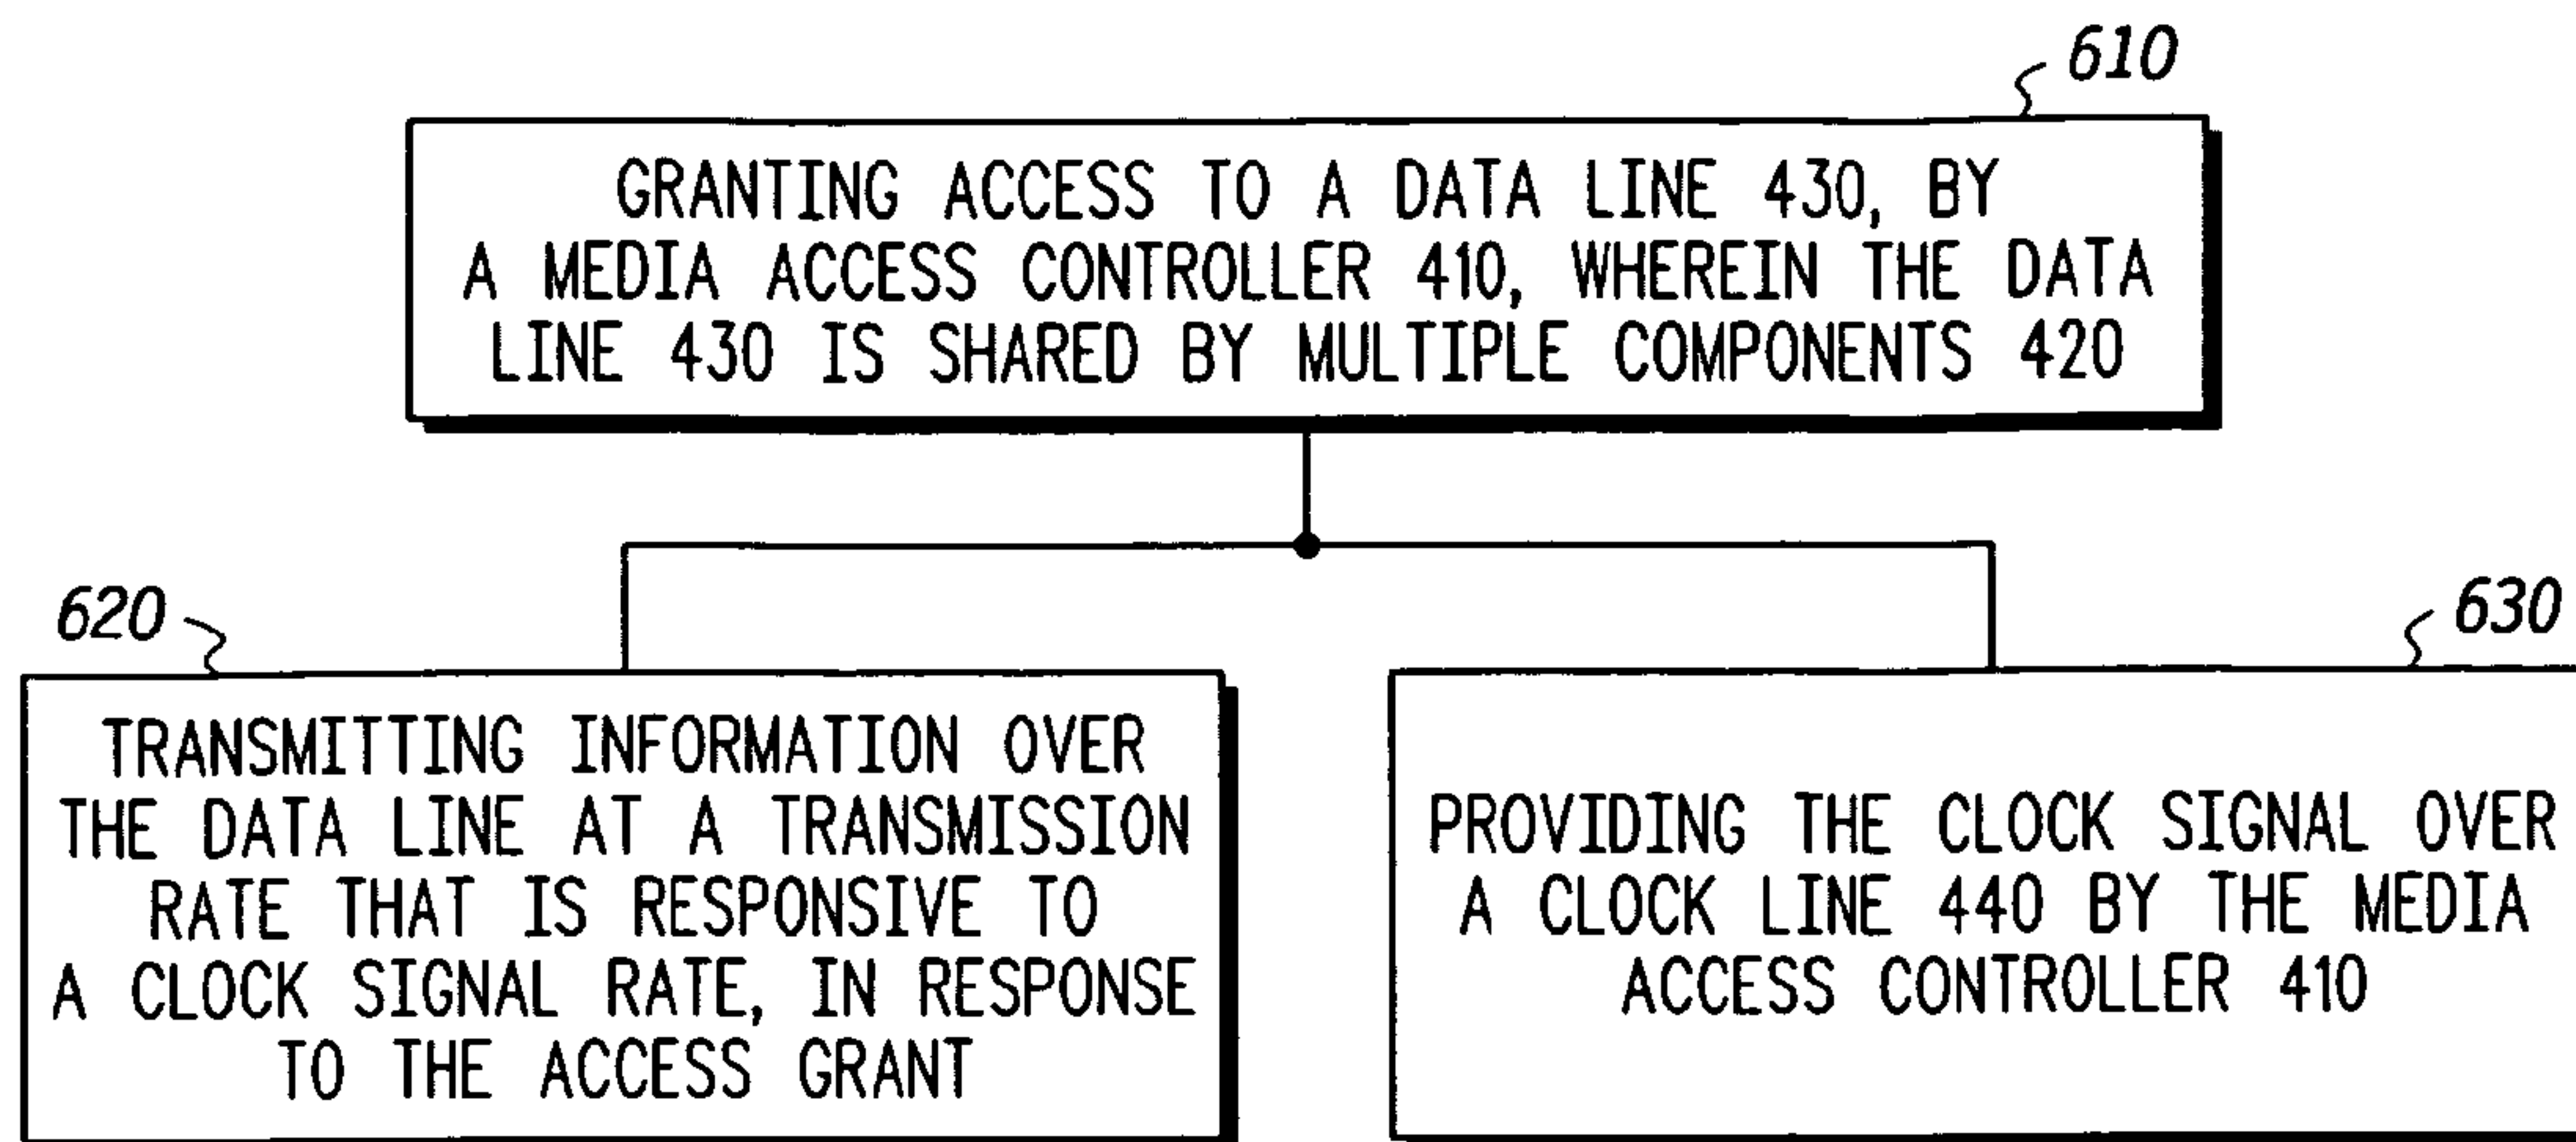 610
GRANTING ACCESS TO A DATA LINE 430, BY
A MEDIA ACCESS CONTROLLER 410, WHEREIN THE DATA
LINE 430 IS SHARED BY MULTIPLE COMPONENTS 420
620
TRANSMITTING INFORMATION OVER
THE DATA LINE AT A TRANSMISSION
RATE THAT IS RESPONSIVE TO
A CLOCK SIGNAL RATE, IN RESPONSE
TO THE ACCESS GRANT
630
PROVIDING THE CLOCK SIGNAL OVER
A CLOCK LINE 440 BY THE MEDIA
ACCESS CONTROLLER 410